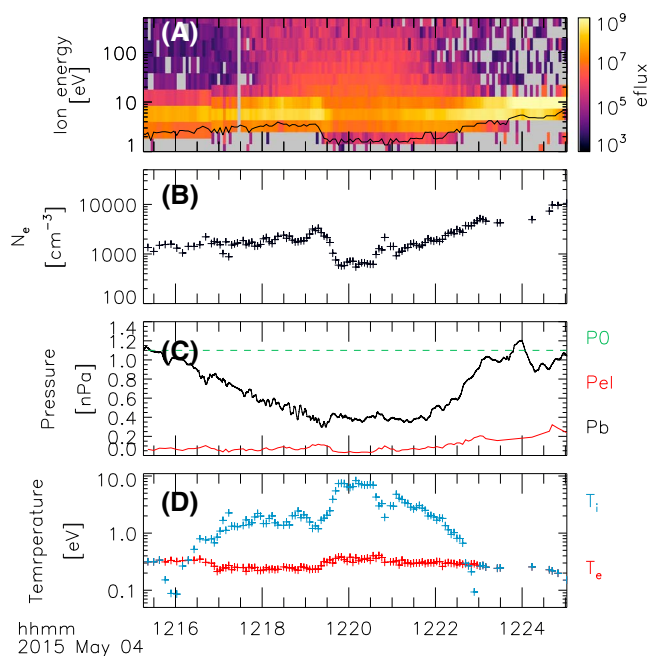 (A)
Ion energy
[eV]
100
10
1
10^9
10^7
10^5
10^3
eflux
(B)
N_e
[cm^-3]
10000
1000
100
(C)
Pressure
[nPa]
1.4
1.2
1.0
0.8
0.6
0.4
0.2
0.0
P0
Pel
Pb
(D)
Temrperature
[eV]
10.0
1.0
0.1
T_i
T_e
hhmm
2015 May 04
1216
1218
1220
1222
1224